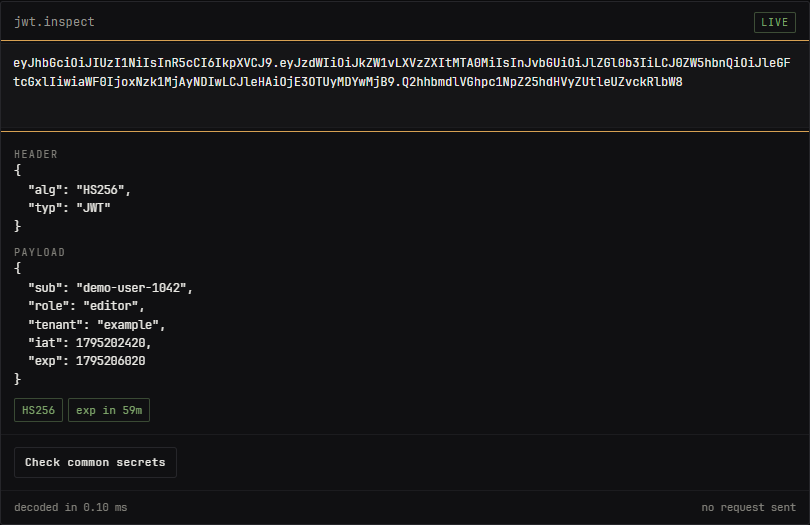 jwt.inspect
LIVE
eyJhbGciOiJIUzI1NiIsInR5cCI6IkpXVCJ9.eyJzdWIiOiJkZW1vLXVzZXItMTA0MiIsInJvbGUiOiJlZGl0b3IiLCJ0ZW5hbnQiOiJleGF
tcGxlIiwiaWF0IjoxNzk1MjAyNDIwLCJleHAiOjE3OTUyMDYwMjB9.Q2hhbmdlVGhpc1NpZ25hdHVyZUtleUZvckRlbW8
HEADER
{
"alg": "HS256",
"typ": "JWT"
}
PAYLOAD
{
"sub": "demo-user-1042",
"role": "editor",
"tenant": "example",
"iat": 1795202420,
"exp": 1795206020
}
HS256
exp in 59m
Check common secrets
decoded in 0.10 ms
no request sent